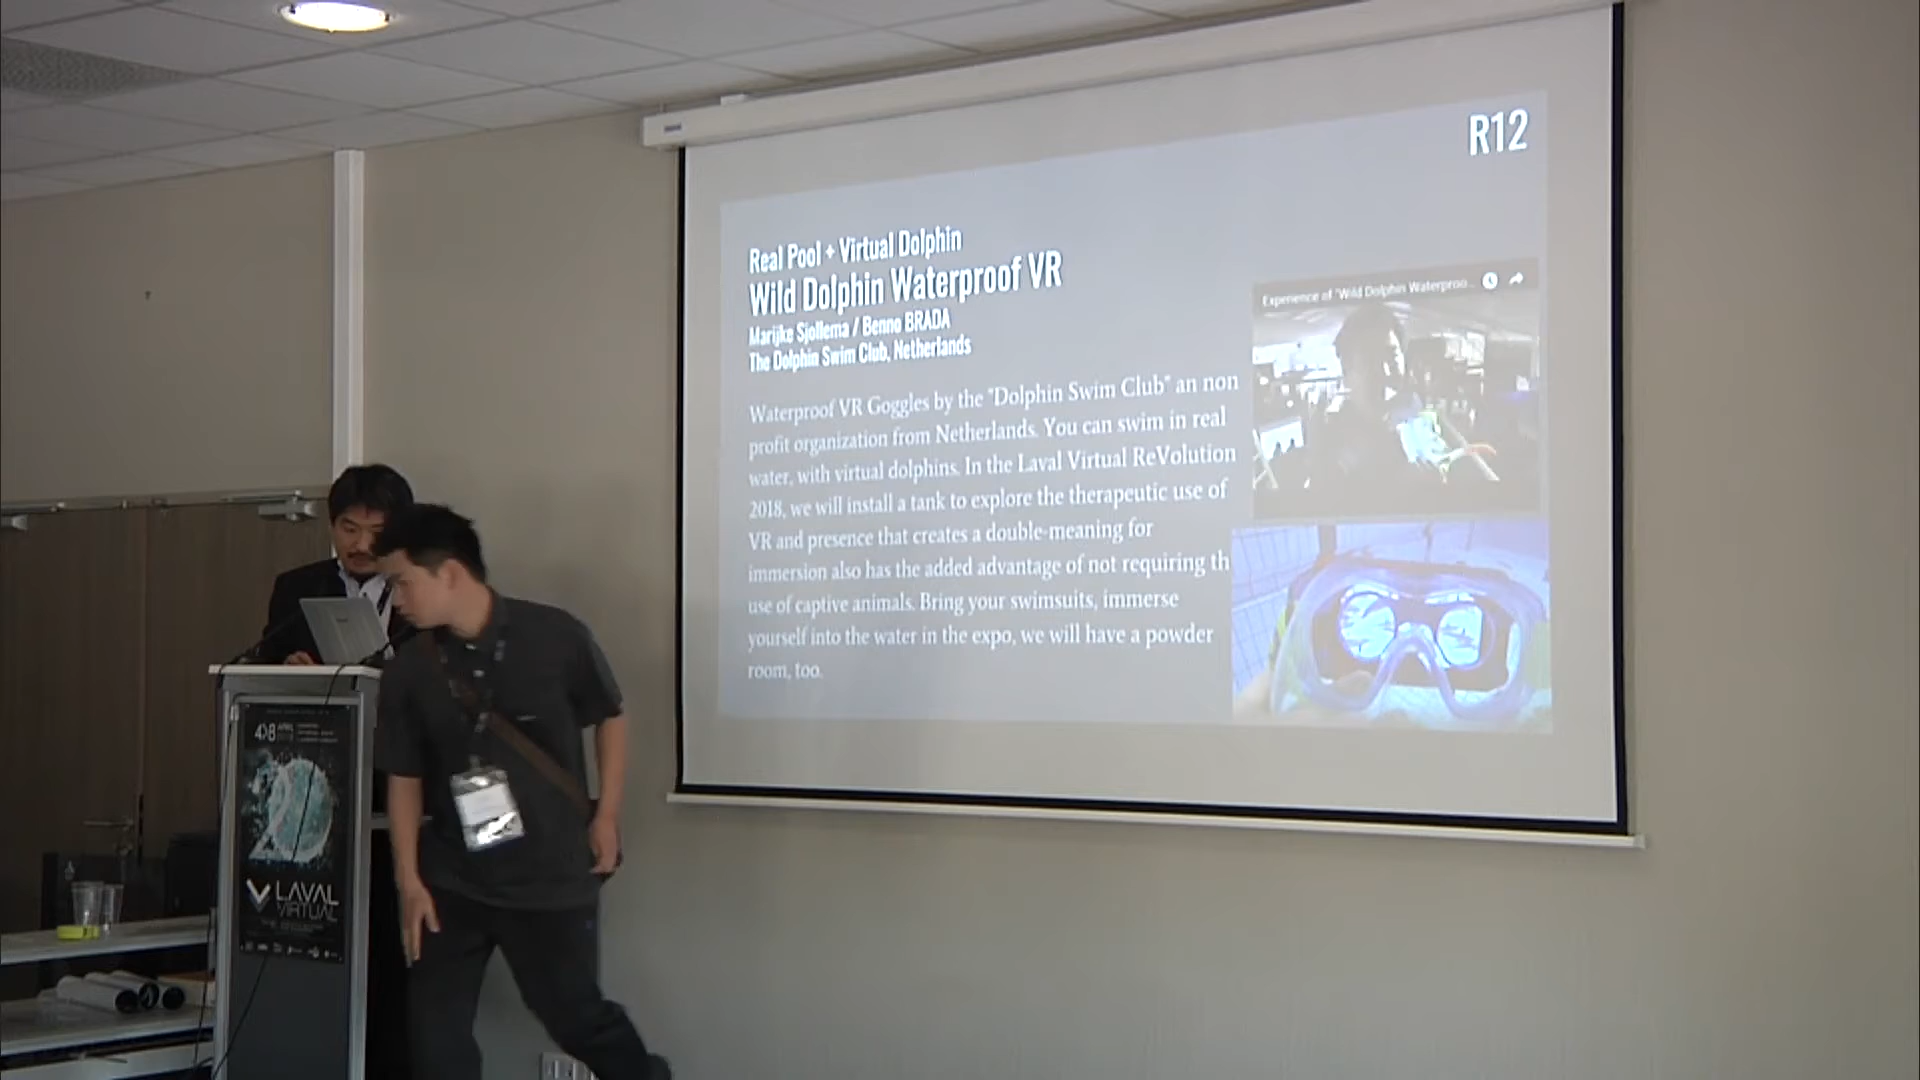 R12
Real Pool + Virtual Dolphin
Wild Dolphin Waterproof VR
Marijke Sjollema / Benno BRADA
The Dolphin Swim Club, Netherlands
Experience of "Wild Dolphin Waterproo...
Waterproof VR Goggles by the "Dolphin Swim Club" an non
profit organization from Netherlands. You can swim in real
water, with virtual dolphins. In the Laval Virtual ReVolution
2018, we will install a tank to explore the therapeutic use of
VR and presence that creates a double-meaning for
immersion also has the added advantage of not requiring th
use of captive animals. Bring your swimsuits, immerse
yourself into the water in the expo, we will have a powder
room, too.
4>8 APRIL
20
LAVAL
VIRTUAL